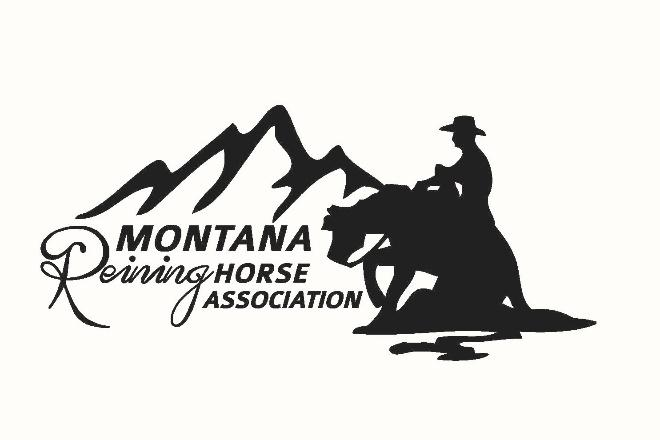 MONTANA
Reining HORSE
ASSOCIATION